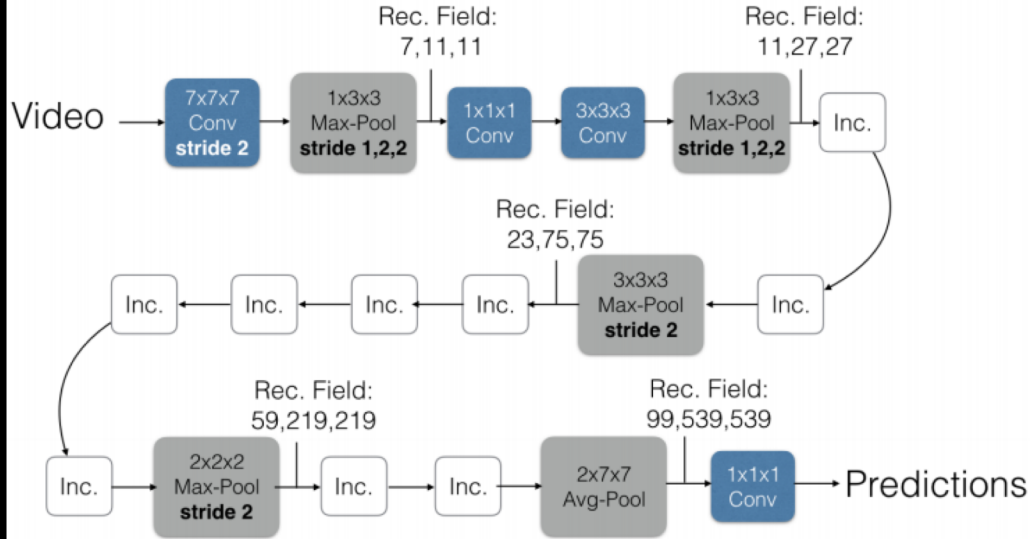 Rec. Field:
7,11,11
Rec. Field:
11,27,27
Video
7x7x7
Conv
stride 2
1x3x3
Max-Pool
stride 1,2,2
1x1x1
Conv
3x3x3
Conv
1x3x3
Max-Pool
stride 1,2,2
Inc.
Rec. Field:
23,75,75
Inc.
Inc.
Inc.
Inc.
3x3x3
Max-Pool
stride 2
Inc.
Rec. Field:
59,219,219
Rec. Field:
99,539,539
Inc.
2x2x2
Max-Pool
stride 2
Inc.
Inc.
2x7x7
Avg-Pool
1x1x1
Conv
Predictions